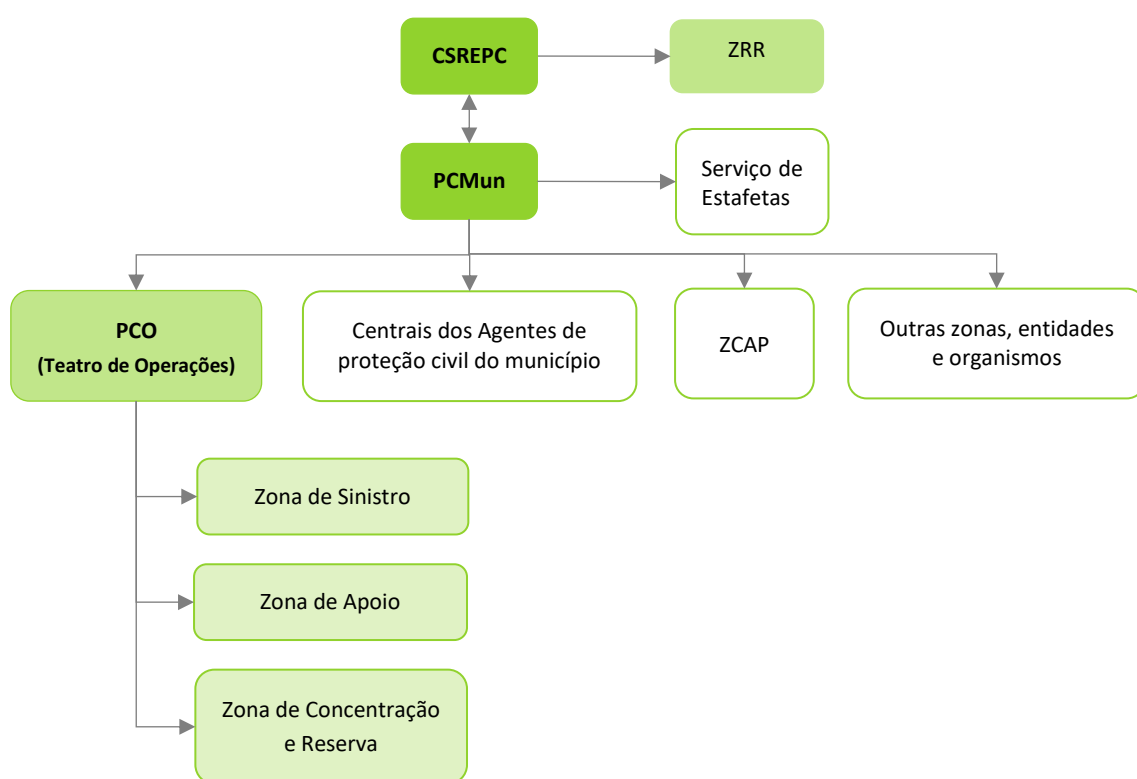 CSREPC
ZRR
PCMun
Serviço de
Estafetas
PCO
(Teatro de Operações)
Centrais dos Agentes de
proteção civil do município
ZCAP
Outras zonas, entidades
e organismos
Zona de Sinistro
Zona de Apoio
Zona de Concentração
e Reserva